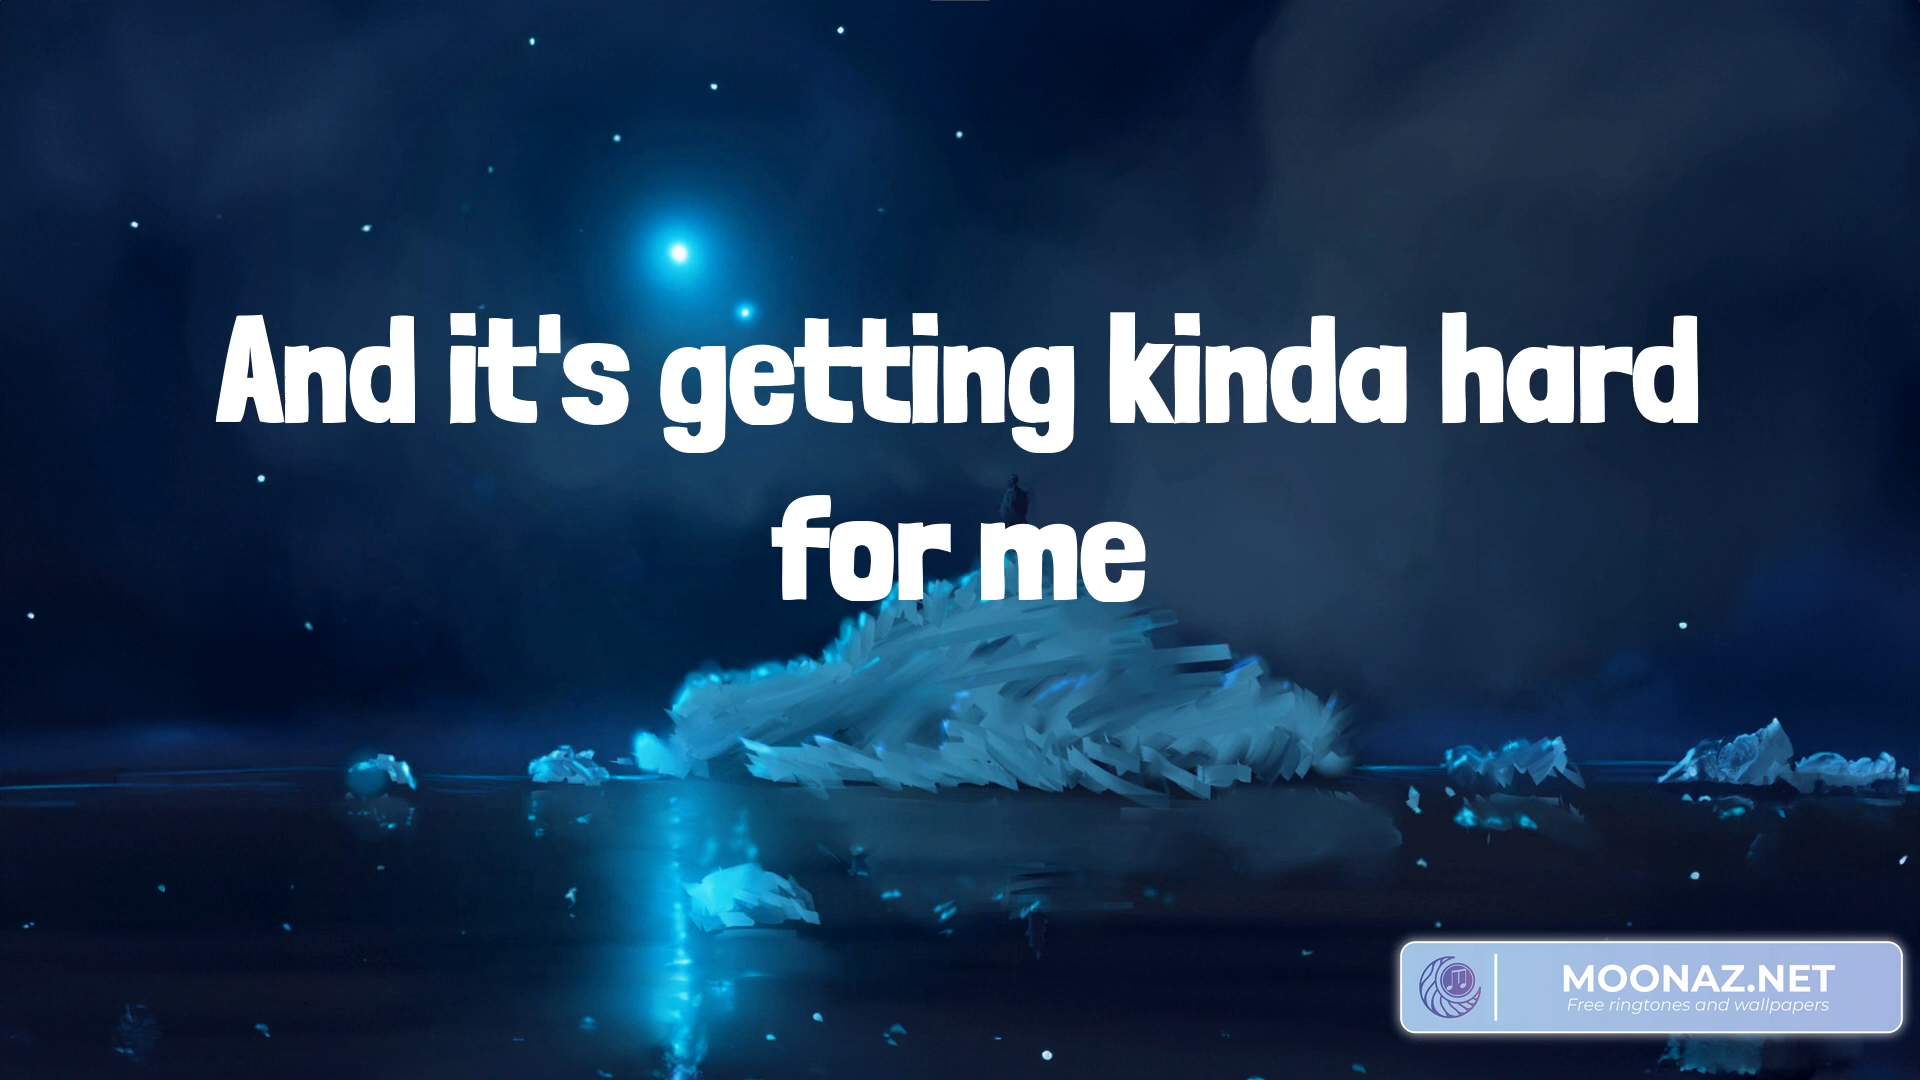 And it's getting kinda hard
for me
MOONAZ.NET
Free ringtones and wallpapers